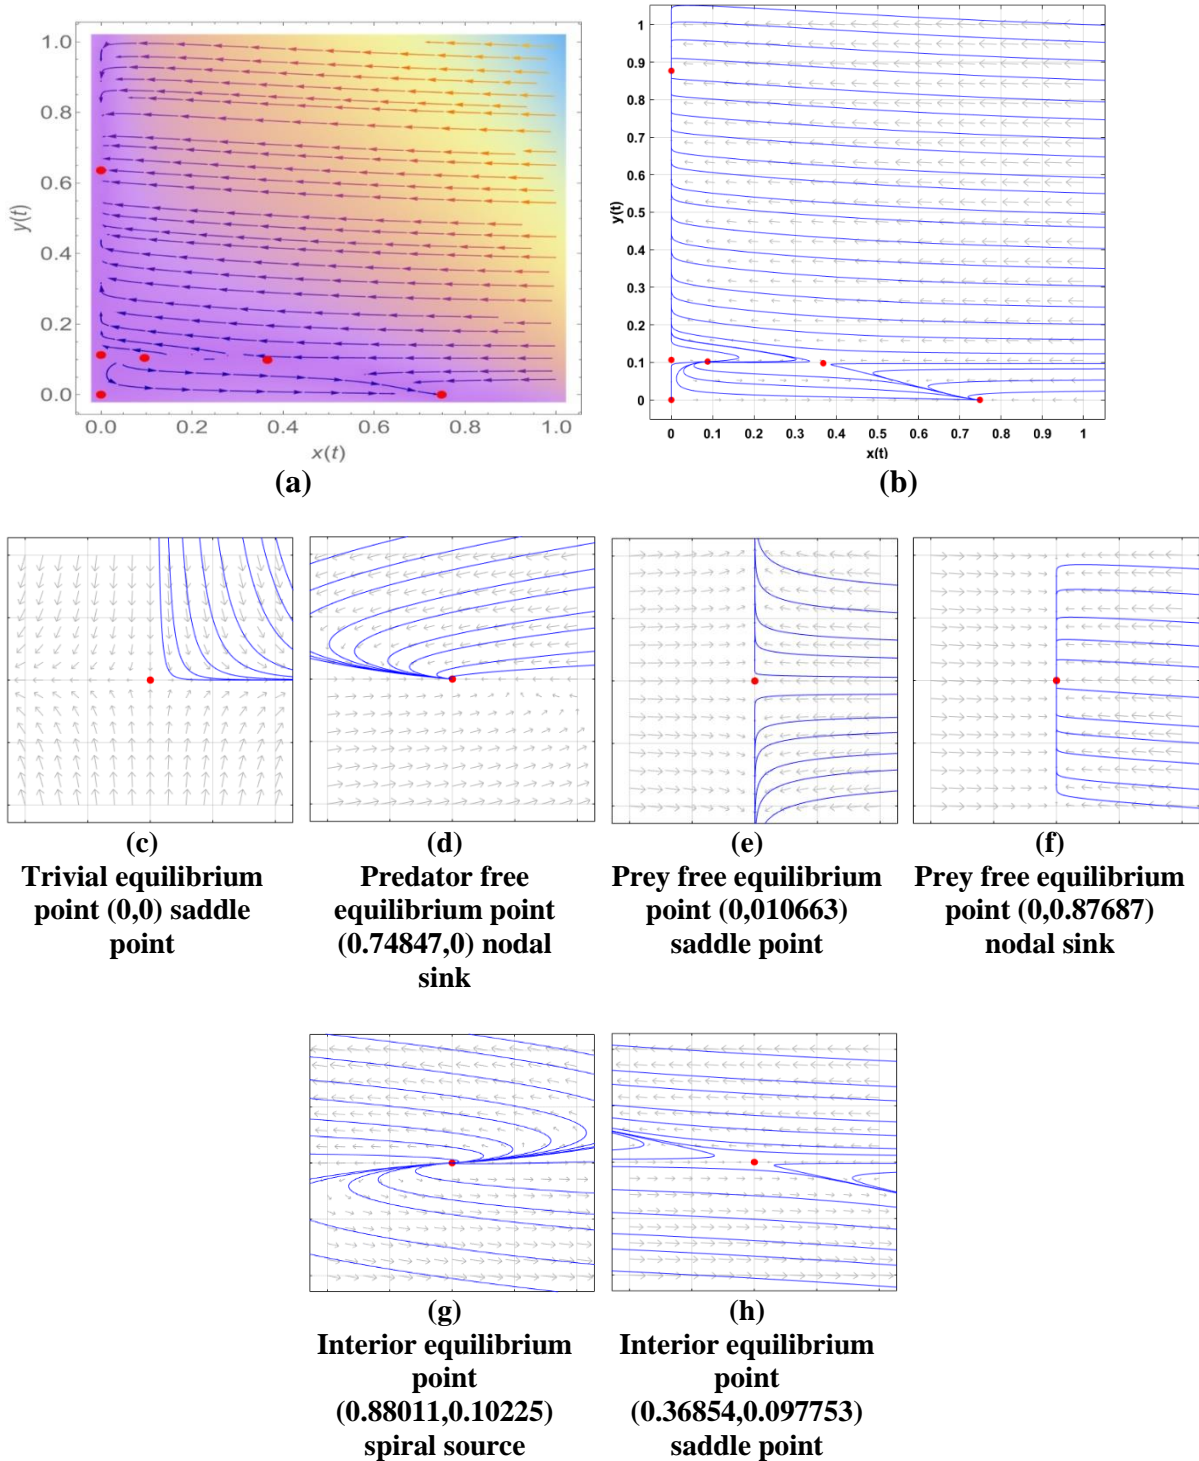 1.0
0.8
0.6
0.4
0.2
0.0
y(t)
0.0 0.2 0.4 0.6 0.8 1.0
x(t)
(a)
1
0.9
0.8
0.7
0.6
0.5
0.4
0.3
0.2
0.1
0
y(t)
0 0.1 0.2 0.3 0.4 0.5 0.6 0.7 0.8 0.9 1
x(t)
(b)
(c)
Trivial equilibrium
point (0,0) saddle
point
(d)
Predator free
equilibrium point
(0.74847,0) nodal
sink
(e)
Prey free equilibrium
point (0,010663)
saddle point
(f)
Prey free equilibrium
point (0,0.87687)
nodal sink
(g)
Interior equilibrium
point
(0.88011,0.10225)
spiral source
(h)
Interior equilibrium
point
(0.36854,0.097753)
saddle point